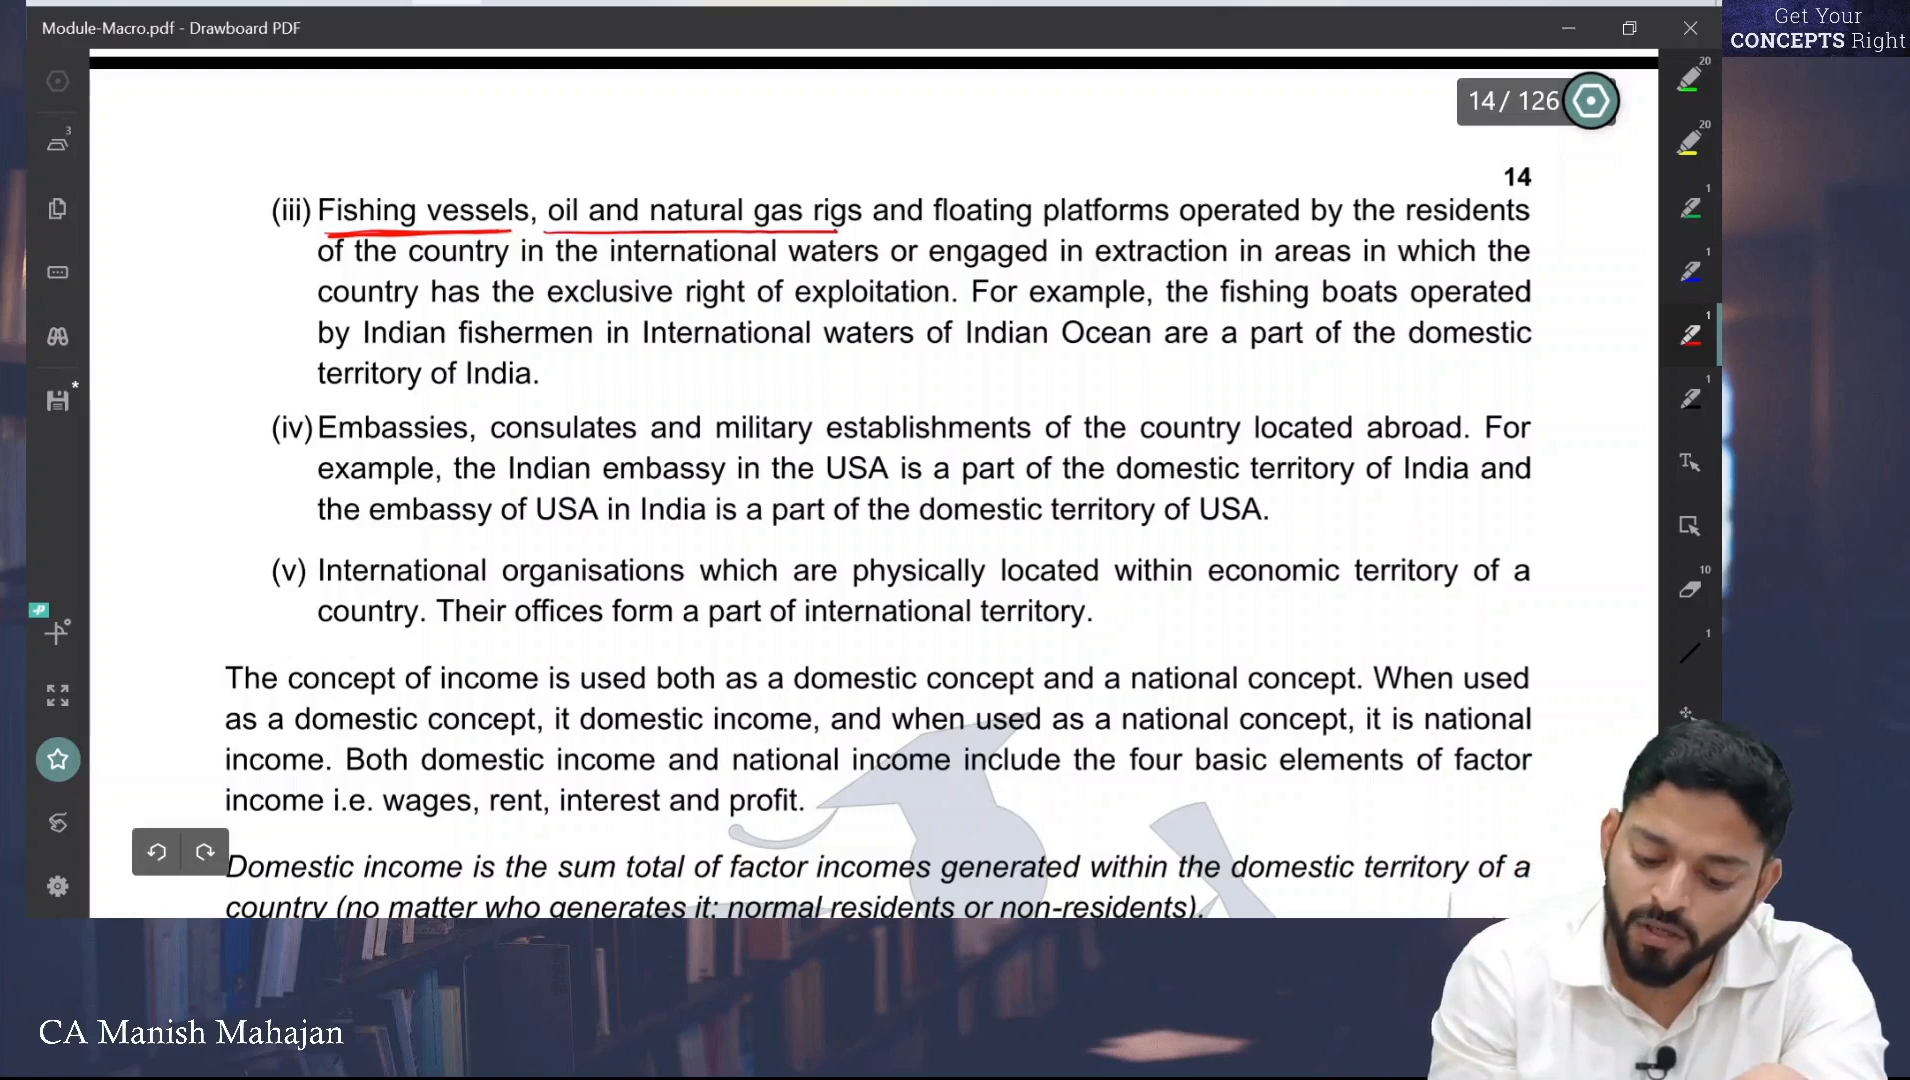 Module-Macro.pdf - Drawboard PDF
Get Your
CONCEPTS Right
14 / 126
14
(iii) Fishing vessels, oil and natural gas rigs and floating platforms operated by the residents
of the country in the international waters or engaged in extraction in areas in which the
country has the exclusive right of exploitation. For example, the fishing boats operated
by Indian fishermen in International waters of Indian Ocean are a part of the domestic
territory of India.
(iv) Embassies, consulates and military establishments of the country located abroad. For
example, the Indian embassy in the USA is a part of the domestic territory of India and
the embassy of USA in India is a part of the domestic territory of USA.
(v) International organisations which are physically located within economic territory of a
country. Their offices form a part of international territory.
The concept of income is used both as a domestic concept and a national concept. When used
as a domestic concept, it domestic income, and when used as a national concept, it is national
income. Both domestic income and national income include the four basic elements of factor
income i.e. wages, rent, interest and profit.
Domestic income is the sum total of factor incomes generated within the domestic territory of a
country (no matter who generates it: normal residents or non-residents).
3
20
20
1
1
1
1
10
1
CA Manish Mahajan